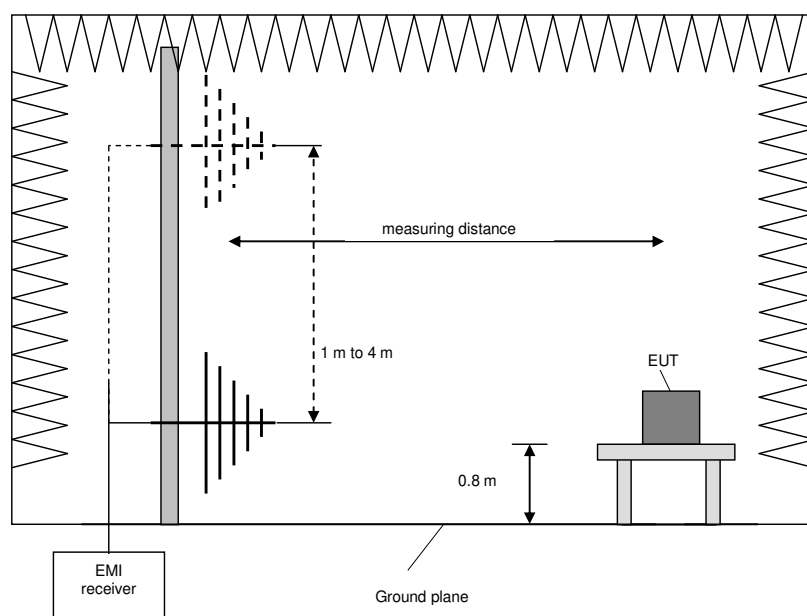 measuring distance
1 m to 4 m
EUT
0.8 m
EMI
receiver
Ground plane